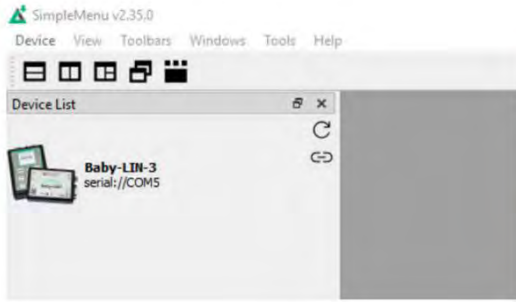 SimpleMenu v2.35.0
Device View Toolbars Windows Tools Help
Device List
Baby-LIN-3
serial://COM5